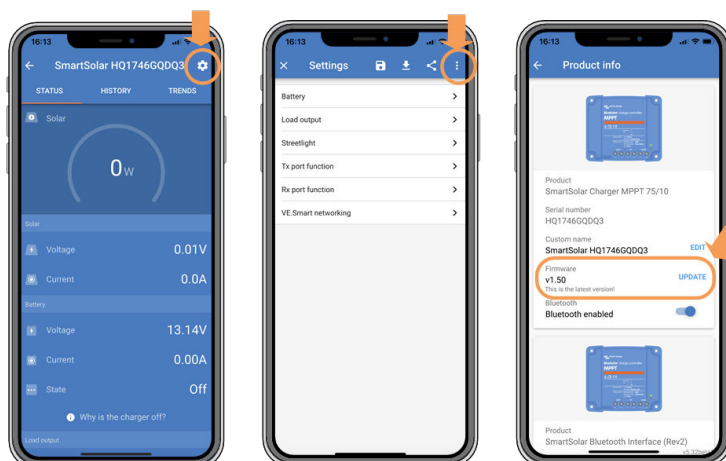 16:13
SmartSolar HQ1746GQDQ3
STATUS HISTORY TRENDS
Solar
0W
Solar
Voltage 0.01V
Current 0.0A
Battery
Voltage 13.14V
Current 0.00A
State Off
Why is the charger off?
Load output
16:13
Settings
Battery
Load output
Streetlight
Tx port function
Rx port function
VE.Smart networking
16:13
Product info
MPPT
Product
SmartSolar Charger MPPT 75/10
Serial number
HQ1746GQDQ3
Custom name
SmartSolar HQ1746GQDQ3 EDIT
Firmware
v1.50 UPDATE
This is the latest version!
Bluetooth
Bluetooth enabled
MPPT
Product
SmartSolar Bluetooth Interface (Rev2)